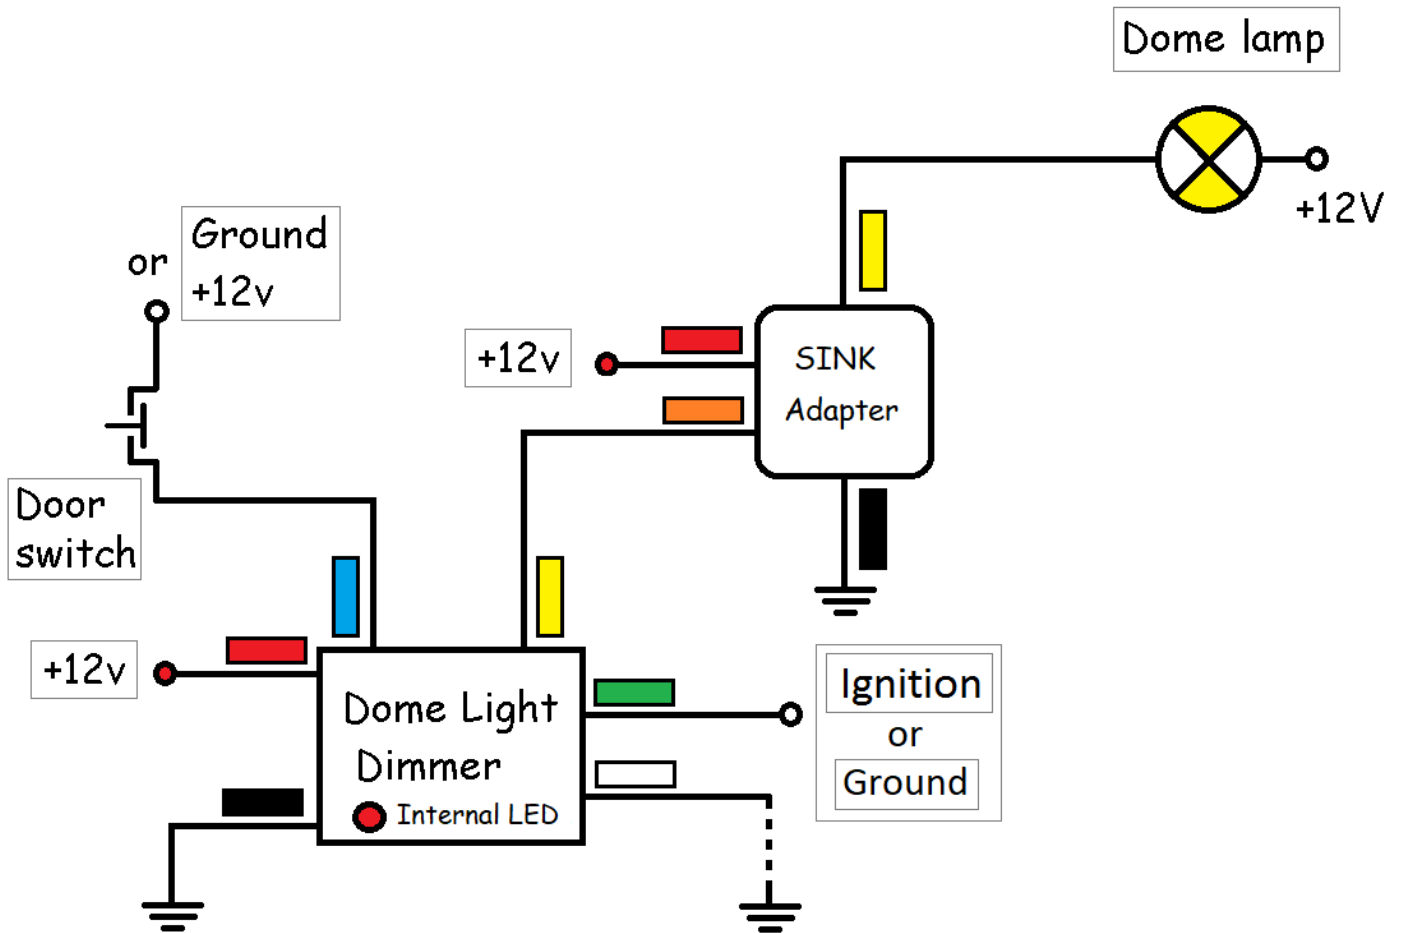 Dome lamp
+12V
Ground
or
+12v
+12v
SINK
Adapter
Door
switch
+12v
Dome Light
Dimmer
Internal LED
Ignition
or
Ground